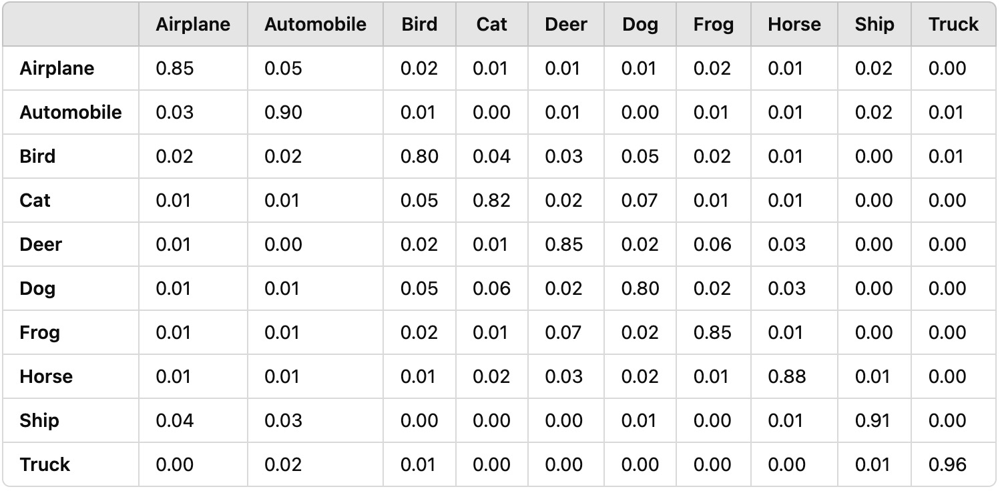 Airplane Automobile Bird Cat Deer Dog Frog Horse Ship Truck
Airplane 0.85 0.05 0.02 0.01 0.01 0.01 0.02 0.01 0.02 0.00
Automobile 0.03 0.90 0.01 0.00 0.01 0.00 0.01 0.01 0.02 0.01
Bird 0.02 0.02 0.80 0.04 0.03 0.05 0.02 0.01 0.00 0.01
Cat 0.01 0.01 0.05 0.82 0.02 0.07 0.01 0.01 0.00 0.00
Deer 0.01 0.00 0.02 0.01 0.85 0.02 0.06 0.03 0.00 0.00
Dog 0.01 0.01 0.05 0.06 0.02 0.80 0.02 0.03 0.00 0.00
Frog 0.01 0.01 0.02 0.01 0.07 0.02 0.85 0.01 0.00 0.00
Horse 0.01 0.01 0.01 0.02 0.03 0.02 0.01 0.88 0.01 0.00
Ship 0.04 0.03 0.00 0.00 0.00 0.01 0.00 0.01 0.91 0.00
Truck 0.00 0.02 0.01 0.00 0.00 0.00 0.00 0.00 0.01 0.96